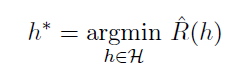 h* = argmin R̂(h)
h∈ℋ